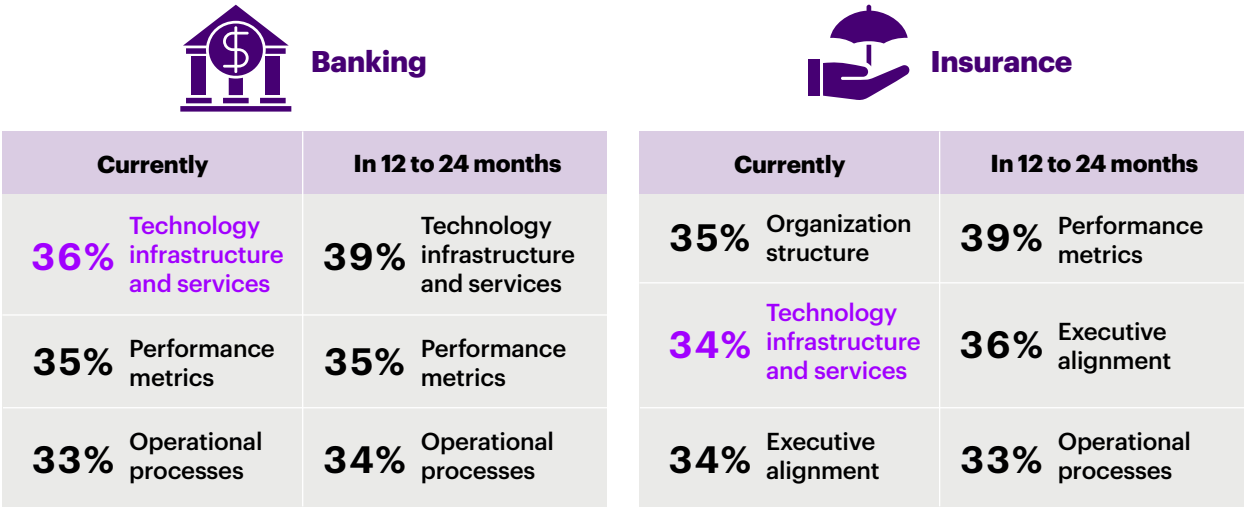 Banking
Currently
In 12 to 24 months
36%
Technology
infrastructure
and services
39%
Technology
infrastructure
and services
35%
Performance
metrics
35%
Performance
metrics
33%
Operational
processes
34%
Operational
processes
Insurance
Currently
In 12 to 24 months
35%
Organization
structure
39%
Performance
metrics
34%
Technology
infrastructure
and services
36%
Executive
alignment
34%
Executive
alignment
33%
Operational
processes